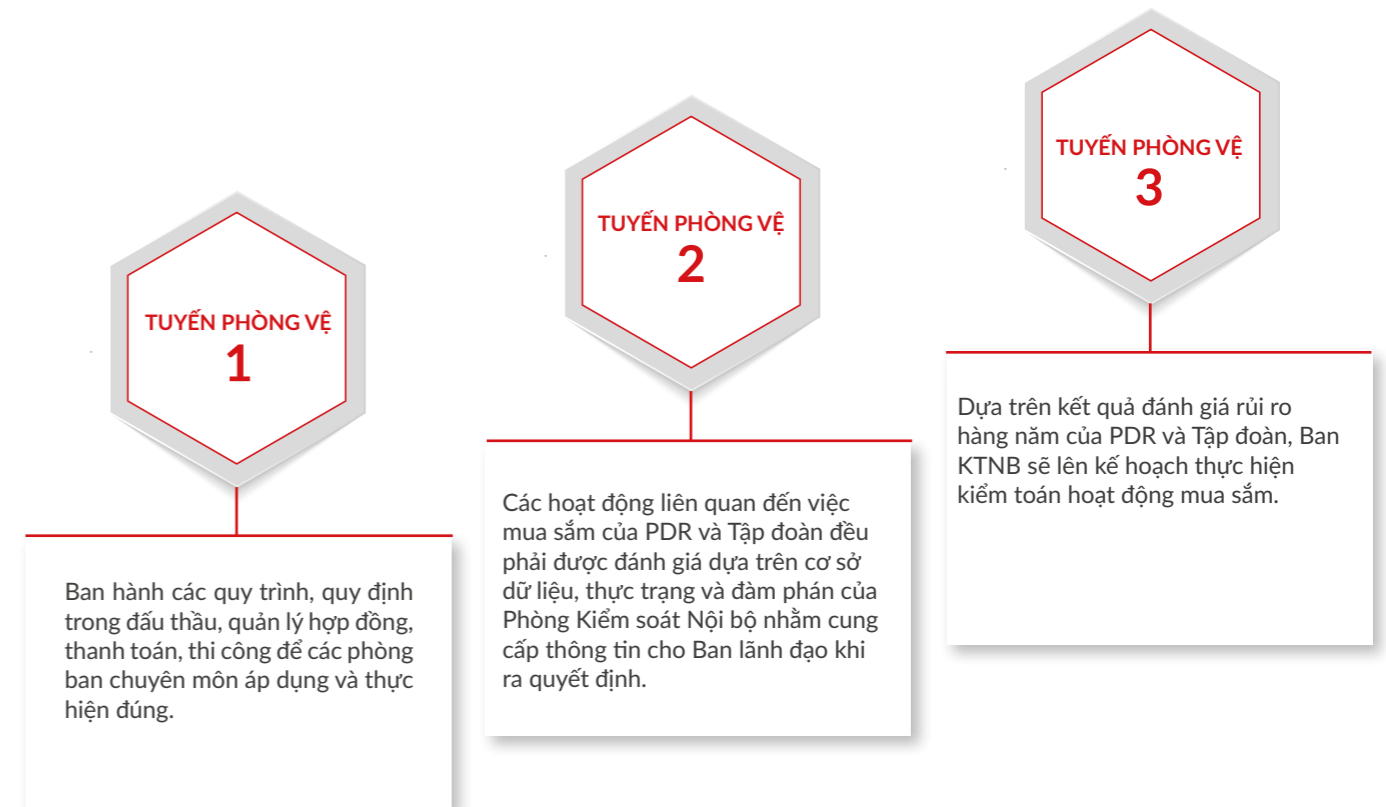 TUYẾN PHÒNG VỆ
1
Ban hành các quy trình, quy định
trong đấu thầu, quản lý hợp đồng,
thanh toán, thi công để các phòng
ban chuyên môn áp dụng và thực
hiện đúng.
TUYẾN PHÒNG VỆ
2
Các hoạt động liên quan đến việc
mua sắm của PDR và Tập đoàn đều
phải được đánh giá dựa trên cơ sở
dữ liệu, thực trạng và đàm phán của
Phòng Kiểm soát Nội bộ nhằm cung
cấp thông tin cho Ban lãnh đạo khi
ra quyết định.
TUYẾN PHÒNG VỆ
3
Dựa trên kết quả đánh giá rủi ro
hàng năm của PDR và Tập đoàn, Ban
KTNB sẽ lên kế hoạch thực hiện
kiểm toán hoạt động mua sắm.